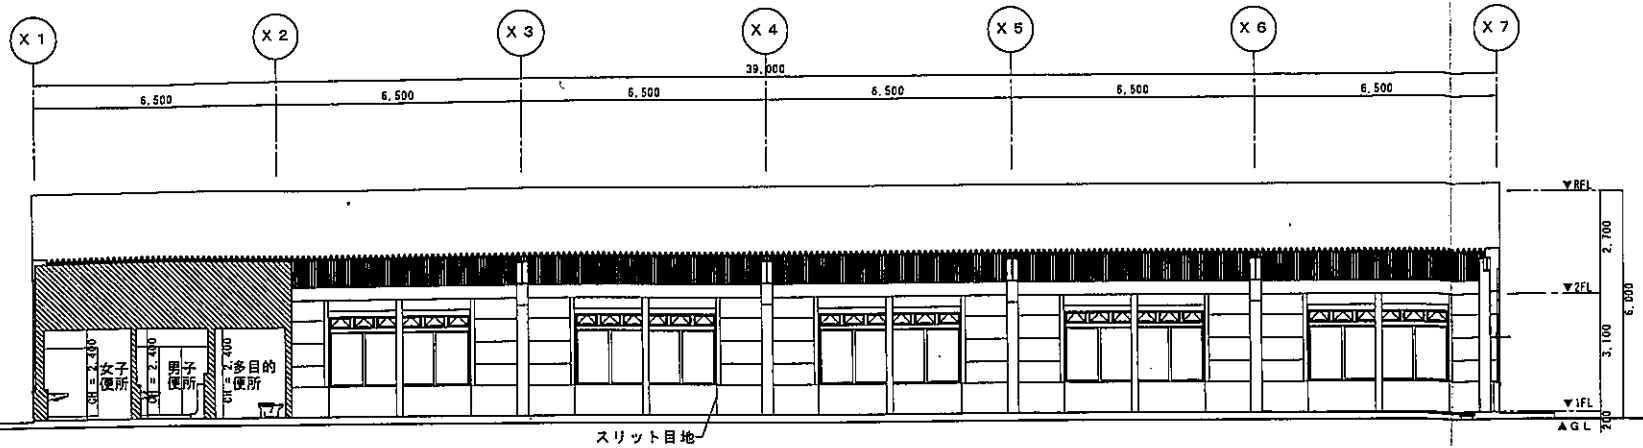 X1
X2
X3
X4
X5
X6
X7
39,000
6,500
6,500
6,500
6,500
6,500
6,500
▼RFL
2,700
▼2FL
6,000
3,100
▼1FL
AGL
200
CH=2,400
女子
便所
CH=2,400
男子
便所
CH=2,400
多目的
便所
スリット目地